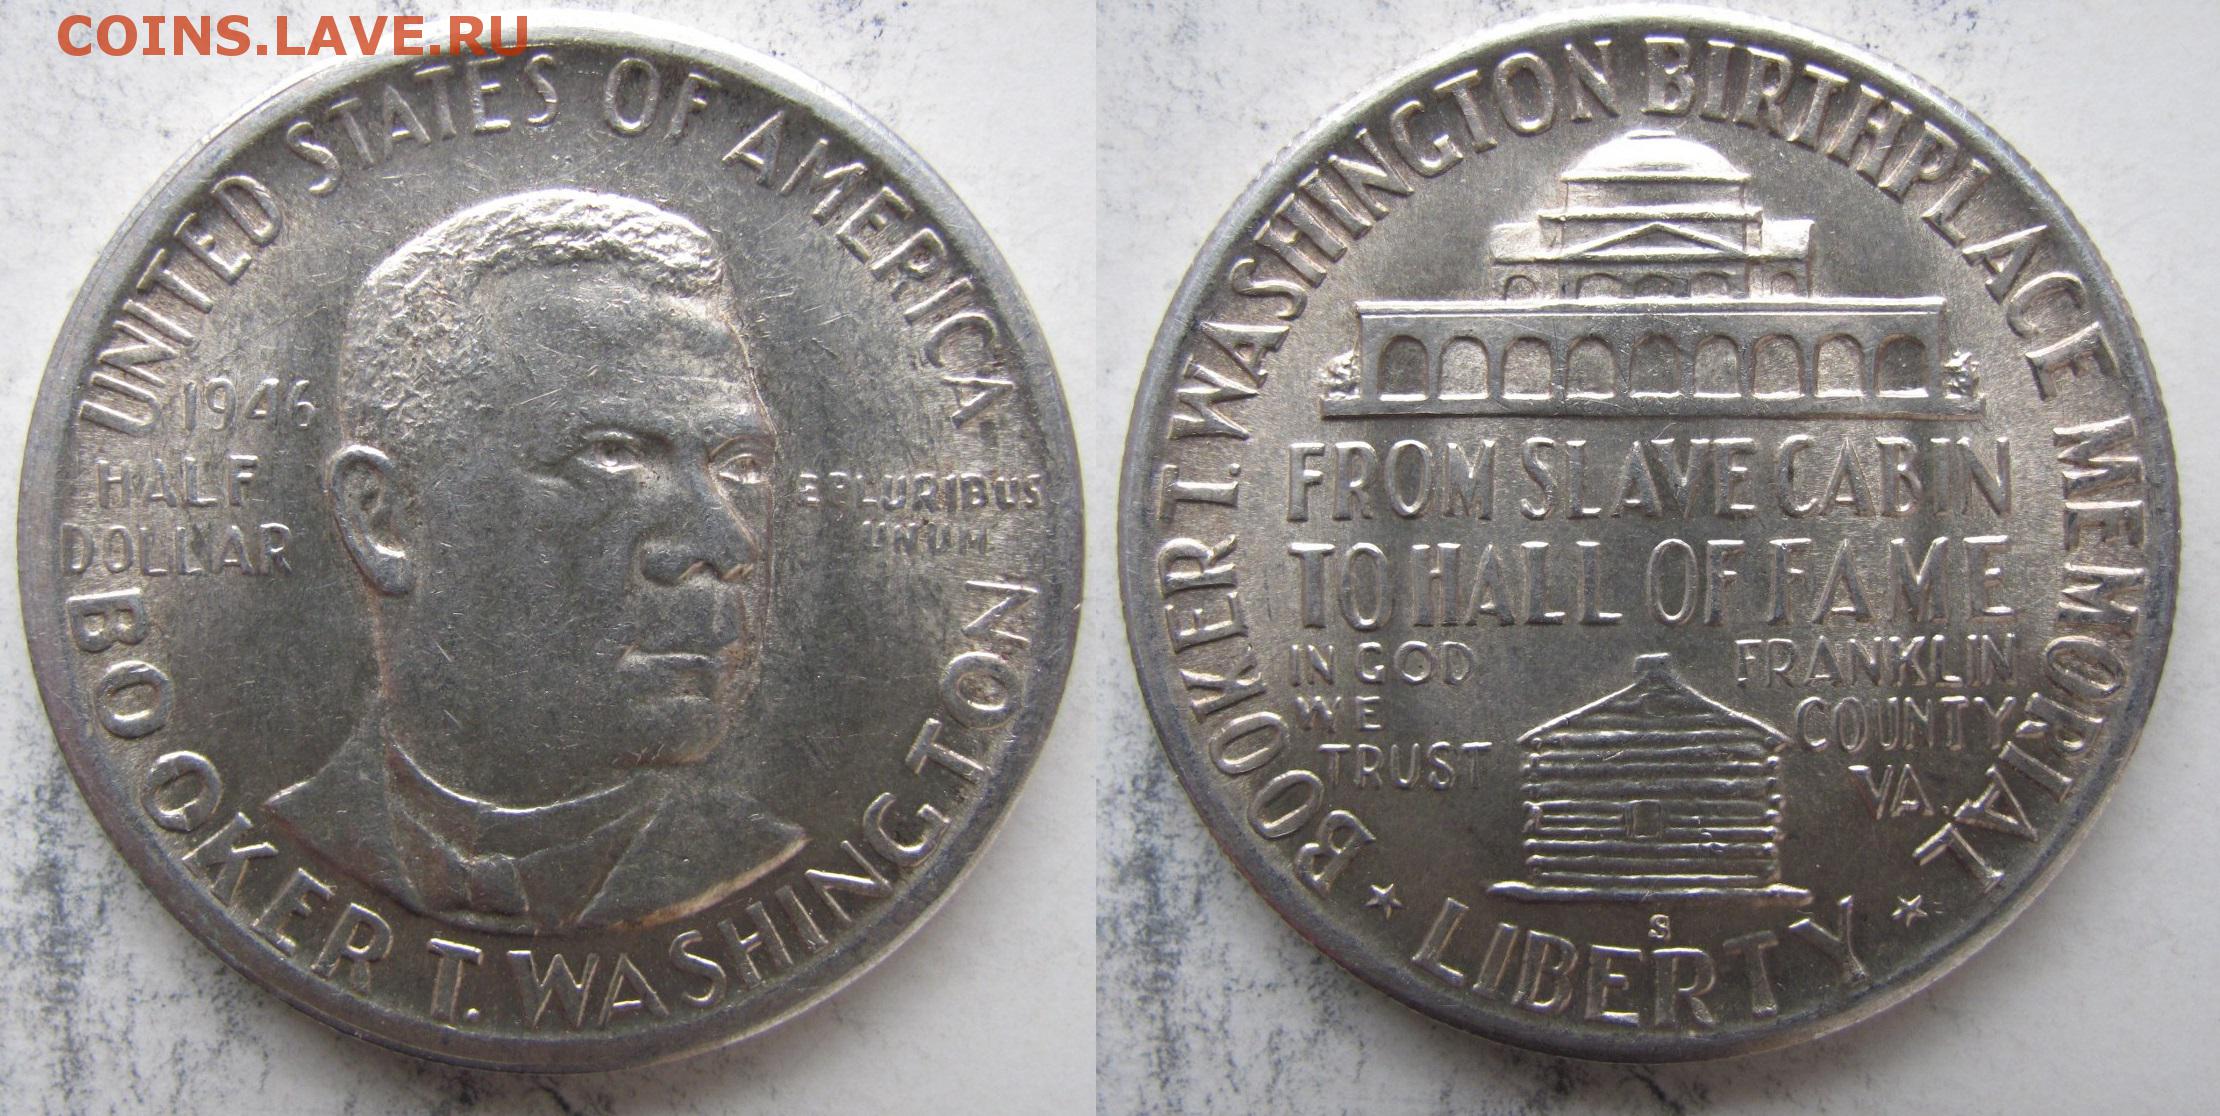 COINS.LAVE.RU
UNITED STATES OF AMERICA
1946
HALF
DOLLAR
E PLURIBUS
UNUM
BOOKER T. WASHINGTON
BOOKER T. WASHINGTON BIRTHPLACE MEMORIAL
FROM SLAVE CABIN
TO HALL OF FAME
IN GOD
WE
TRUST
FRANKLIN
COUNTY
VA.
S
LIBERTY